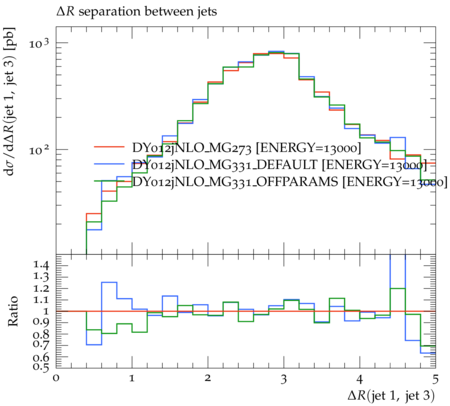 ΔR separation between jets
dσ/dΔR(jet 1, jet 3) [pb]
10³
10²
DY012jNLO_MG273 [ENERGY=13000]
DY012jNLO_MG331_DEFAULT [ENERGY=13000]
DY012jNLO_MG331_OFFPARAMS [ENERGY=13000]
Ratio
1.4
1.3
1.2
1.1
1
0.9
0.8
0.7
0.6
0.5
0 1 2 3 4 5
ΔR(jet 1, jet 3)